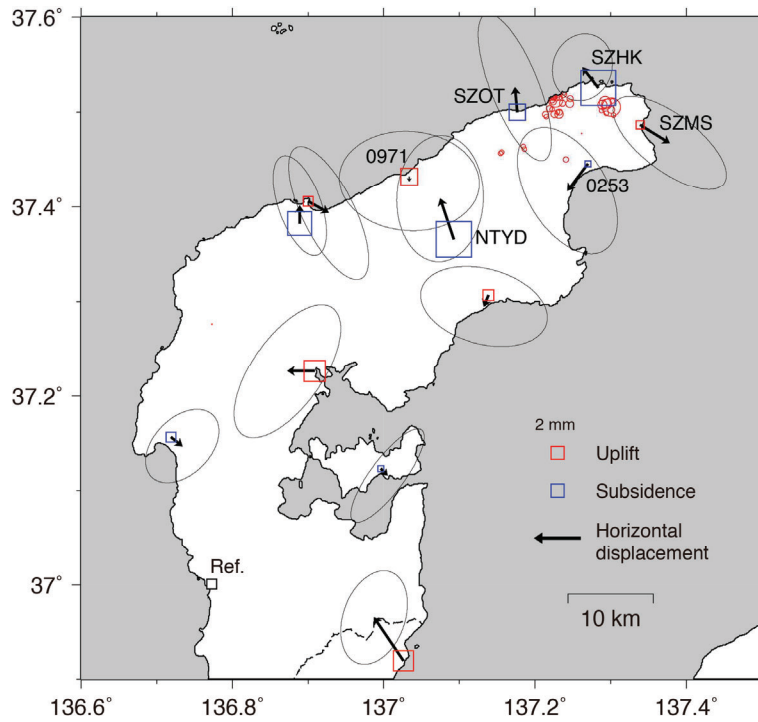 37.6°
SZHK
SZOT
SZMS
0971
0253
37.4°
NTYD
37.2°
2 mm
Uplift
Subsidence
Horizontal
displacement
Ref.
37°
10 km
136.6°
136.8°
137°
137.2°
137.4°